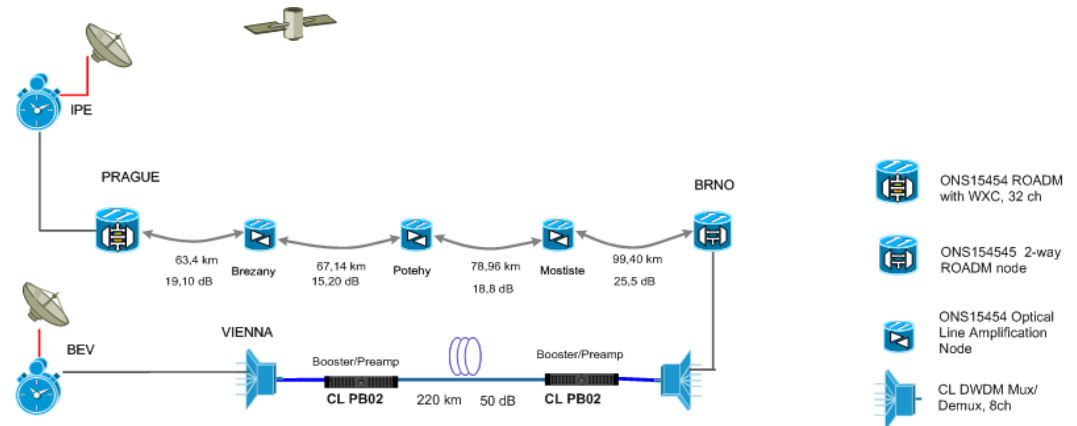 IPE
PRAGUE
BRNO
63,4 km
19,10 dB
Brezany
67,14 km
15,20 dB
Potehy
78,96 km
18,8 dB
Mostiste
99,40 km
25,5 dB
BEV
VIENNA
Booster/Preamp
CL PB02
220 km
50 dB
Booster/Preamp
CL PB02
ONS15454 ROADM
with WXC, 32 ch
ONS154545 2-way
ROADM node
ONS15454 Optical
Line Amplification
Node
CL DWDM Mux/
Demux, 8ch